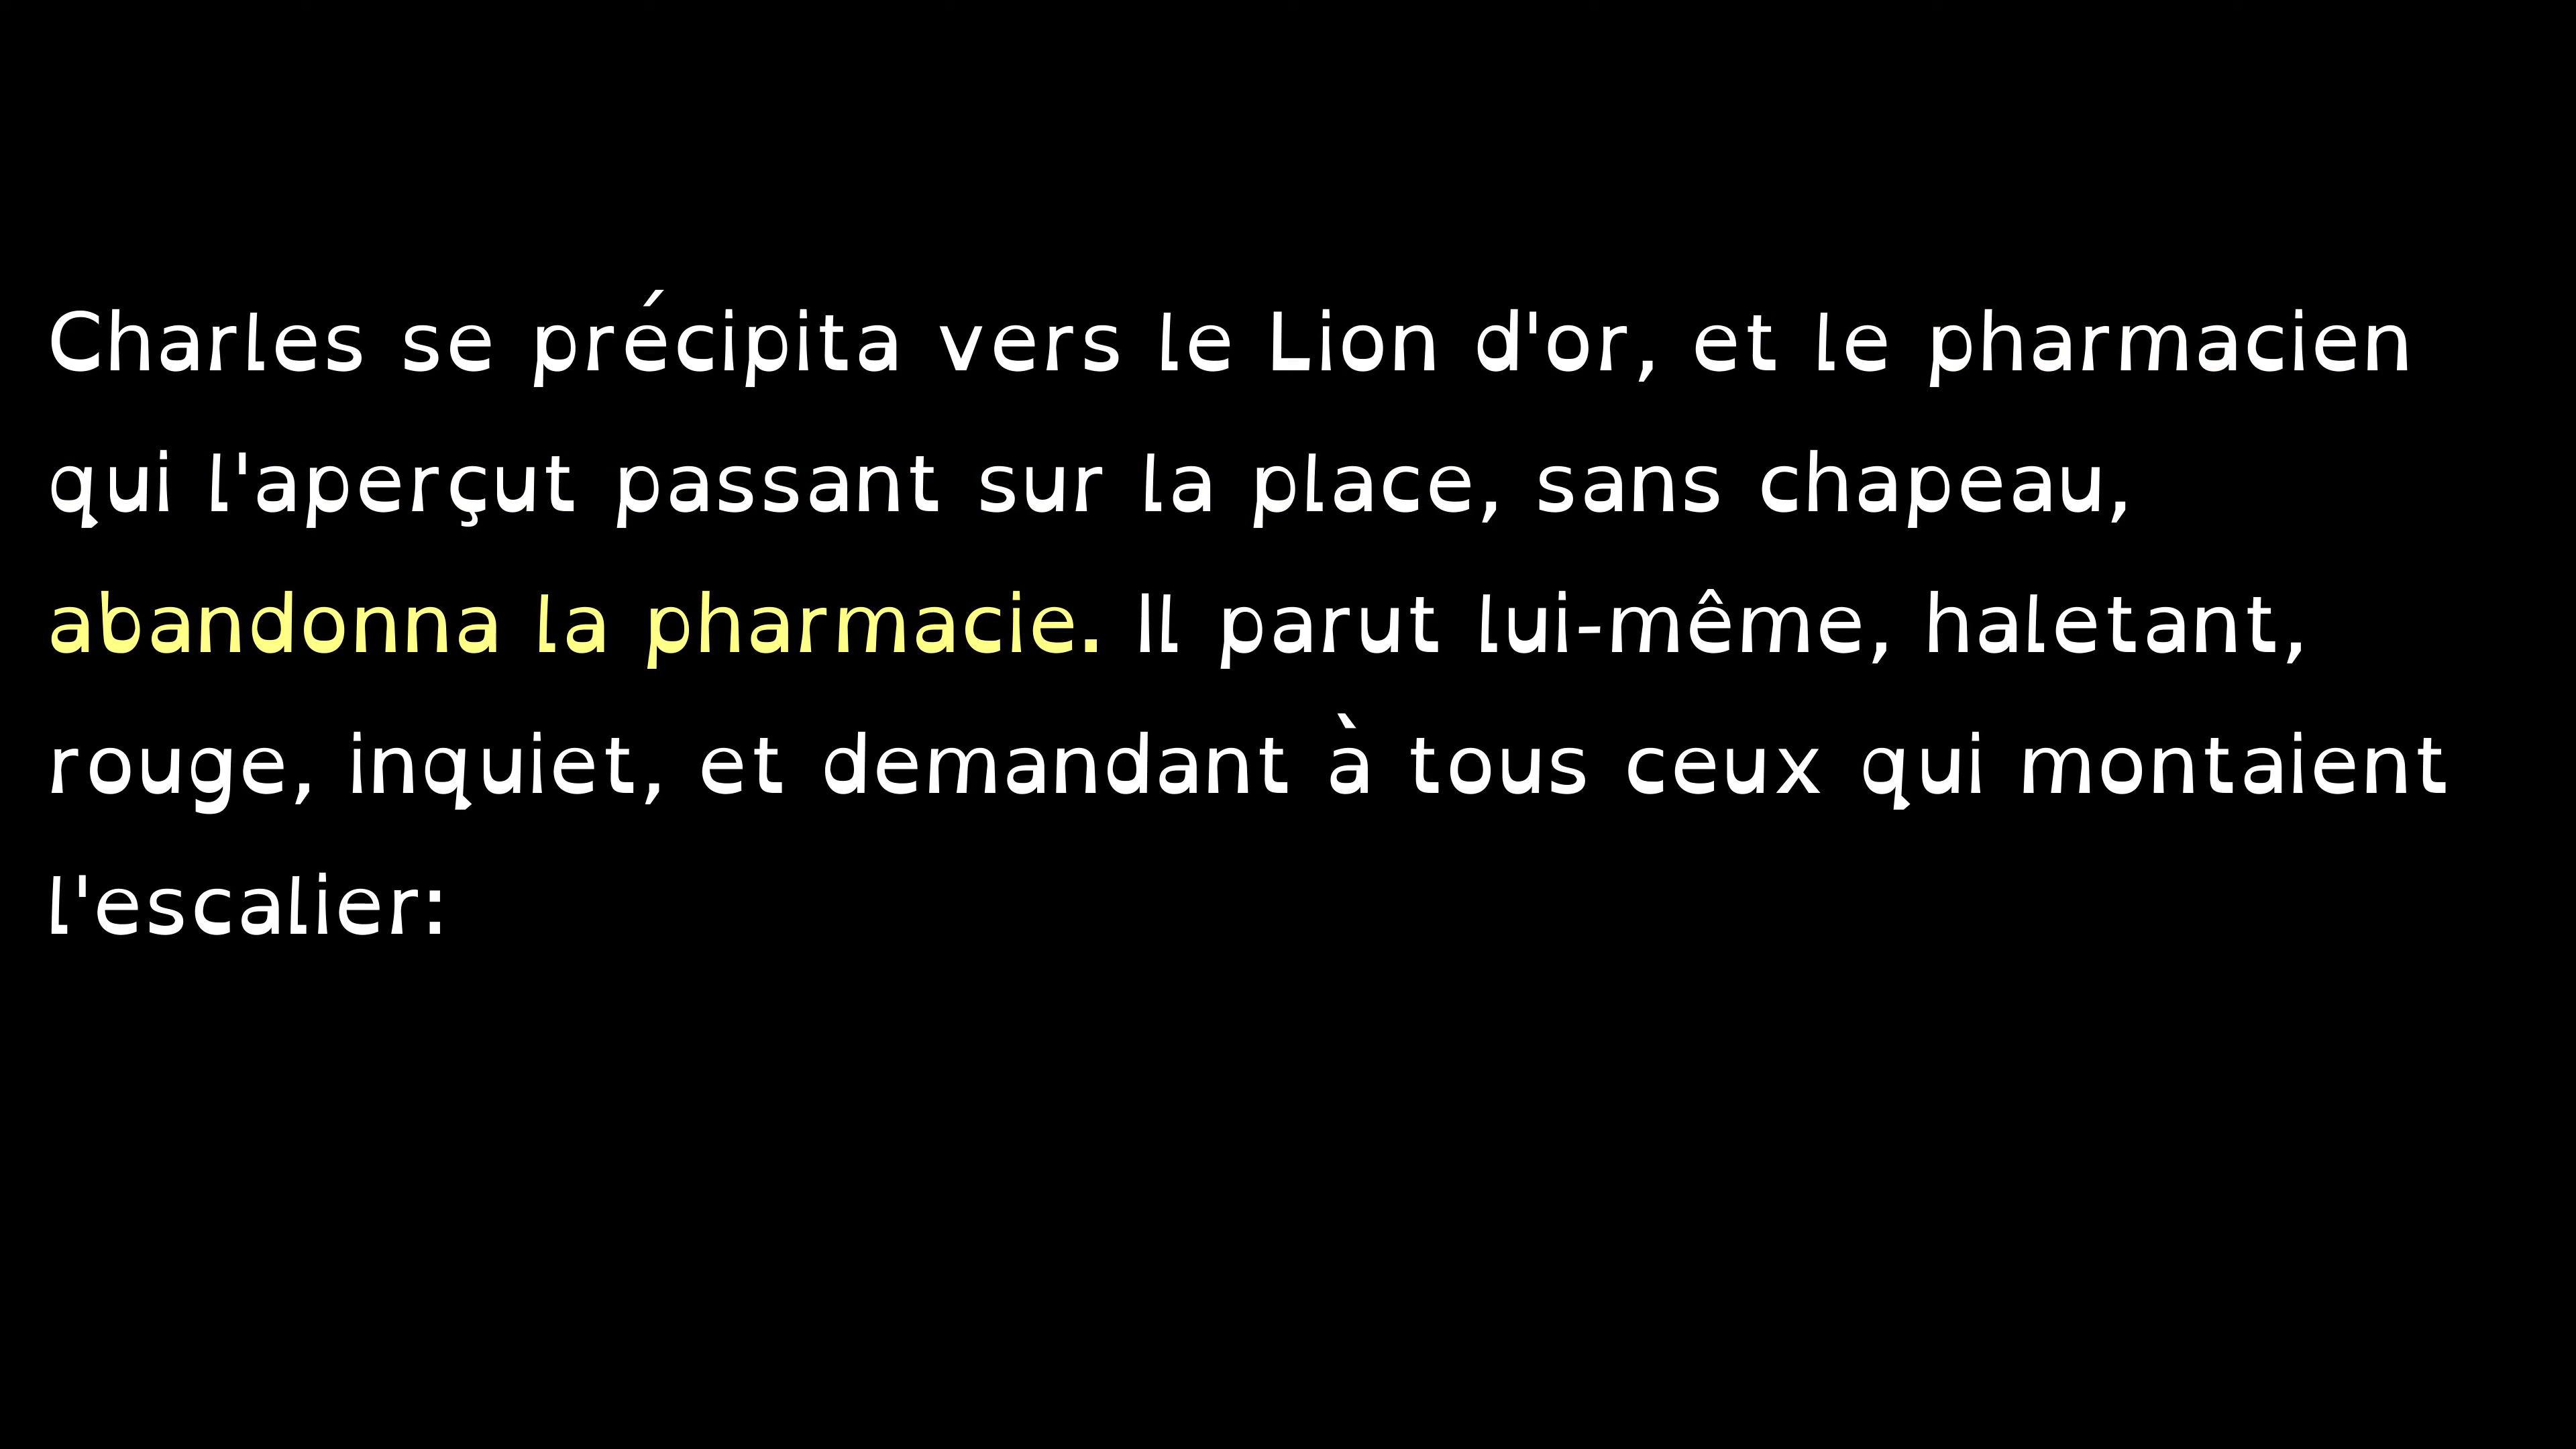 Charles se précipita vers le Lion d'or, et le pharmacien
qui l'aperçut passant sur la place, sans chapeau,
abandonna la pharmacie. Il parut lui-même, haletant,
rouge, inquiet, et demandant à tous ceux qui montaient
l'escalier: